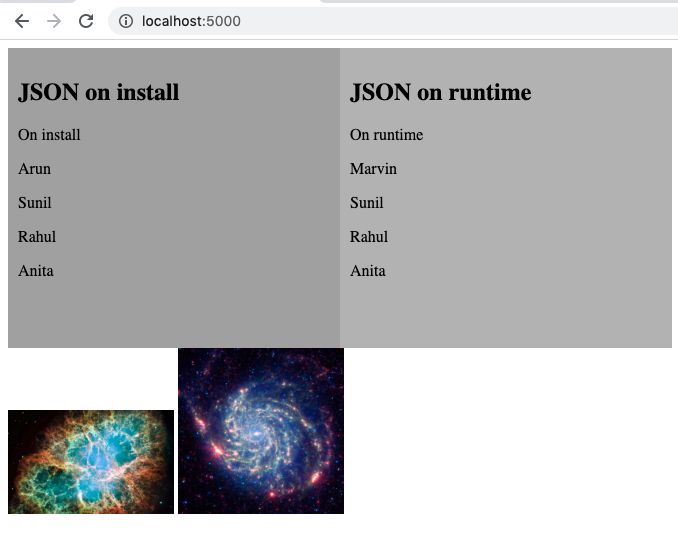 localhost:5000
JSON on install
On install
Arun
Sunil
Rahul
Anita
JSON on runtime
On runtime
Marvin
Sunil
Rahul
Anita